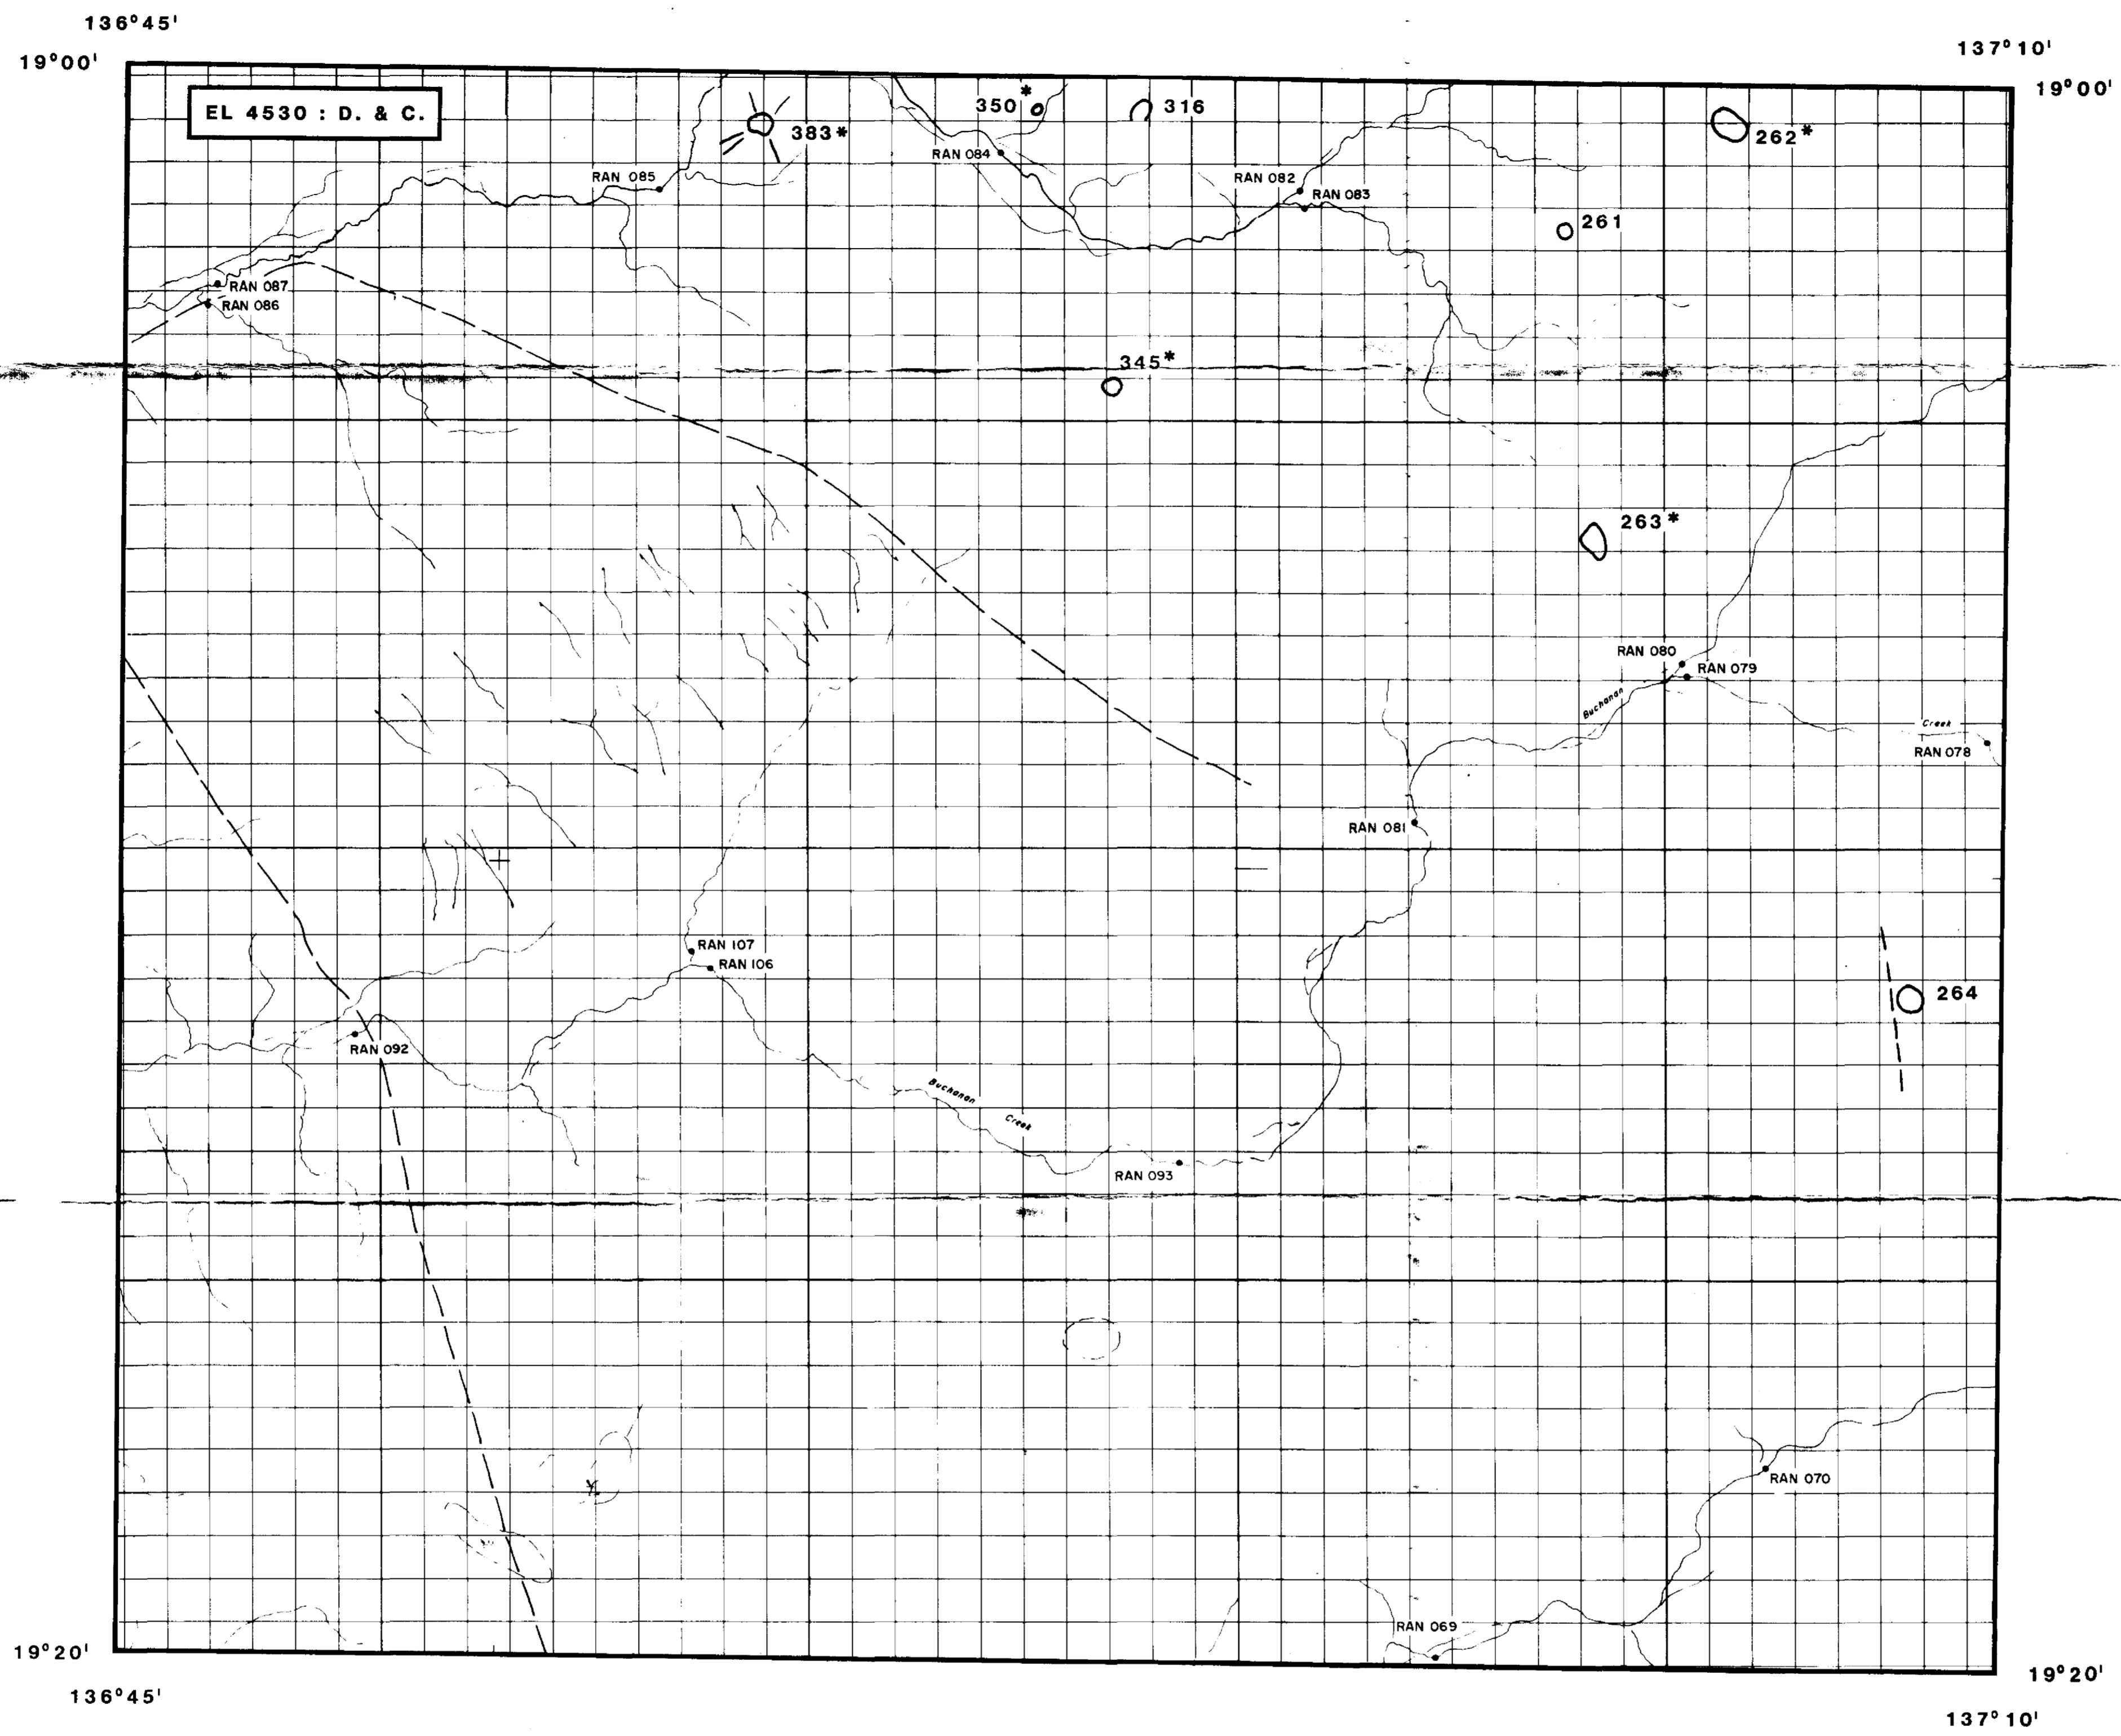 136°45'
19°00'
137°10'
19°00'
EL 4530 : D. & C.
383*
350*
316
262*
RAN 084
RAN 085
RAN 082
RAN 083
261
RAN 087
RAN 086
345*
263*
RAN 080
RAN 079
Buchanan
Creek
RAN 078
RAN 081
RAN 107
RAN 106
264
RAN 092
Buchanan
Creek
RAN 093
RAN 070
RAN 069
19°20'
136°45'
19°20'
137°10'